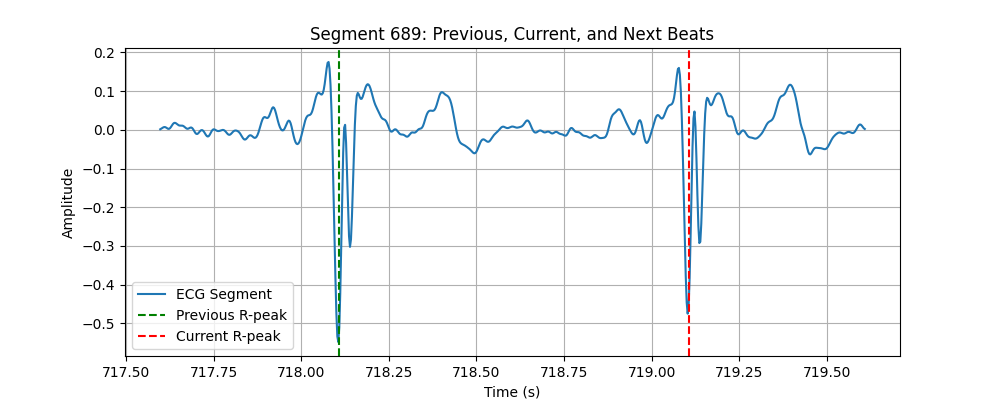 Segment 689: Previous, Current, and Next Beats
0.2
0.1
0.0
−0.1
−0.2
−0.3
−0.4
−0.5
Amplitude
ECG Segment
Previous R-peak
Current R-peak
717.50 717.75 718.00 718.25 718.50 718.75 719.00 719.25 719.50
Time (s)